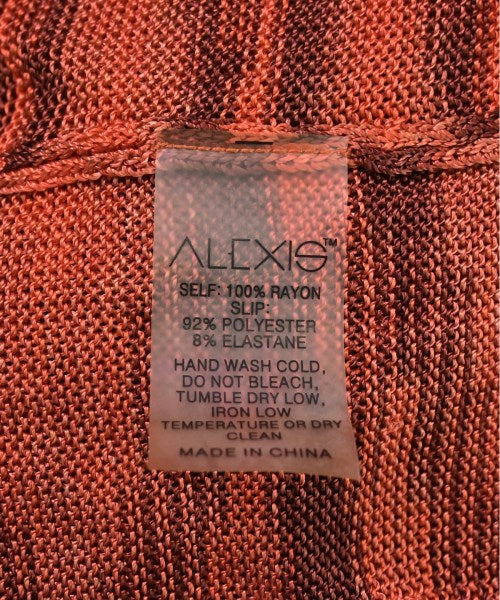 ALEXIS™
SELF: 100% RAYON
SLIP:
92% POLYESTER
8% ELASTANE
HAND WASH COLD,
DO NOT BLEACH,
TUMBLE DRY LOW,
IRON LOW
TEMPERATURE OR DRY
CLEAN
MADE IN CHINA